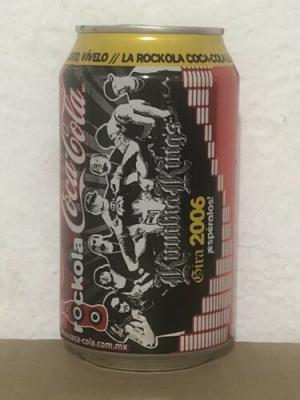 VÍVELO // LA ROCKOLA COCA-COLA
Coca-Cola
rockola
Kumbia Kings
Gira 2006
¡espéralos!
www.coca-cola.com.mx